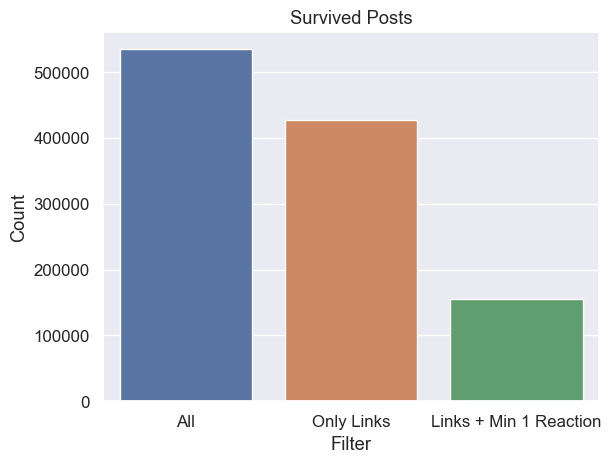 Survived Posts
500000
400000
300000
200000
100000
0
Count
All
Only Links
Links + Min 1 Reaction
Filter